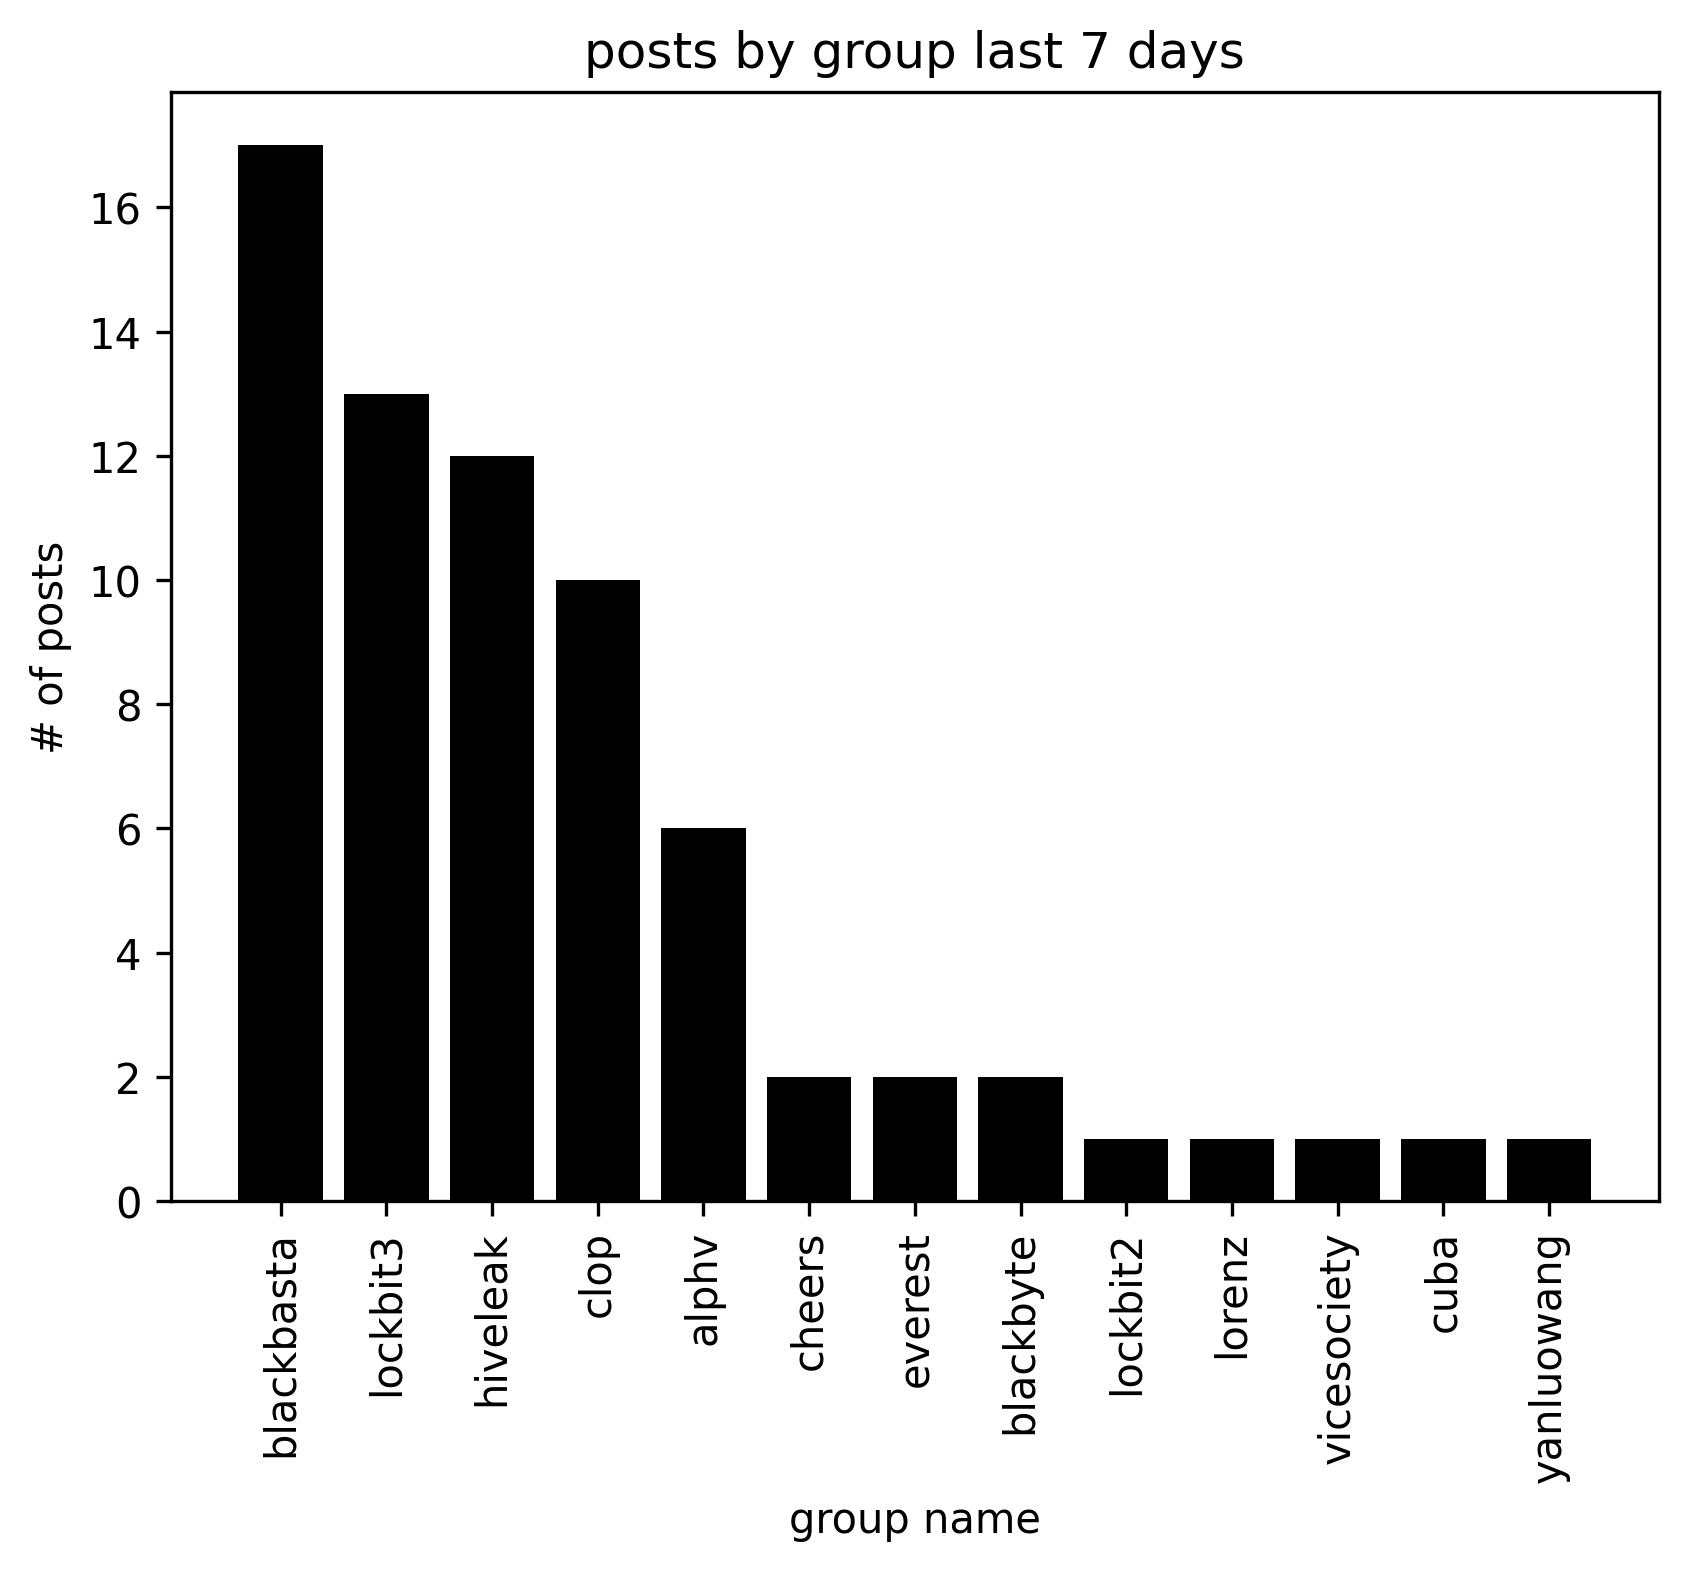 posts by group last 7 days
# of posts
16
14
12
10
8
6
4
2
0
blackbasta
lockbit3
hiveleak
clop
alphv
cheers
everest
blackbyte
lockbit2
lorenz
vicesociety
cuba
yanluowang
group name